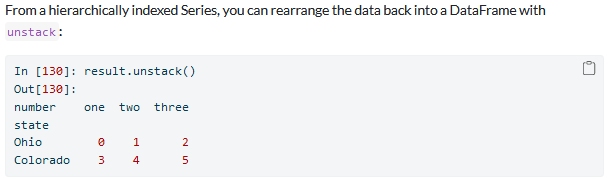 From a hierarchically indexed Series, you can rearrange the data back into a DataFrame with
unstack:
In [130]: result.unstack()
Out[130]:
number    one  two  three
state
Ohio        0    1      2
Colorado    3    4      5